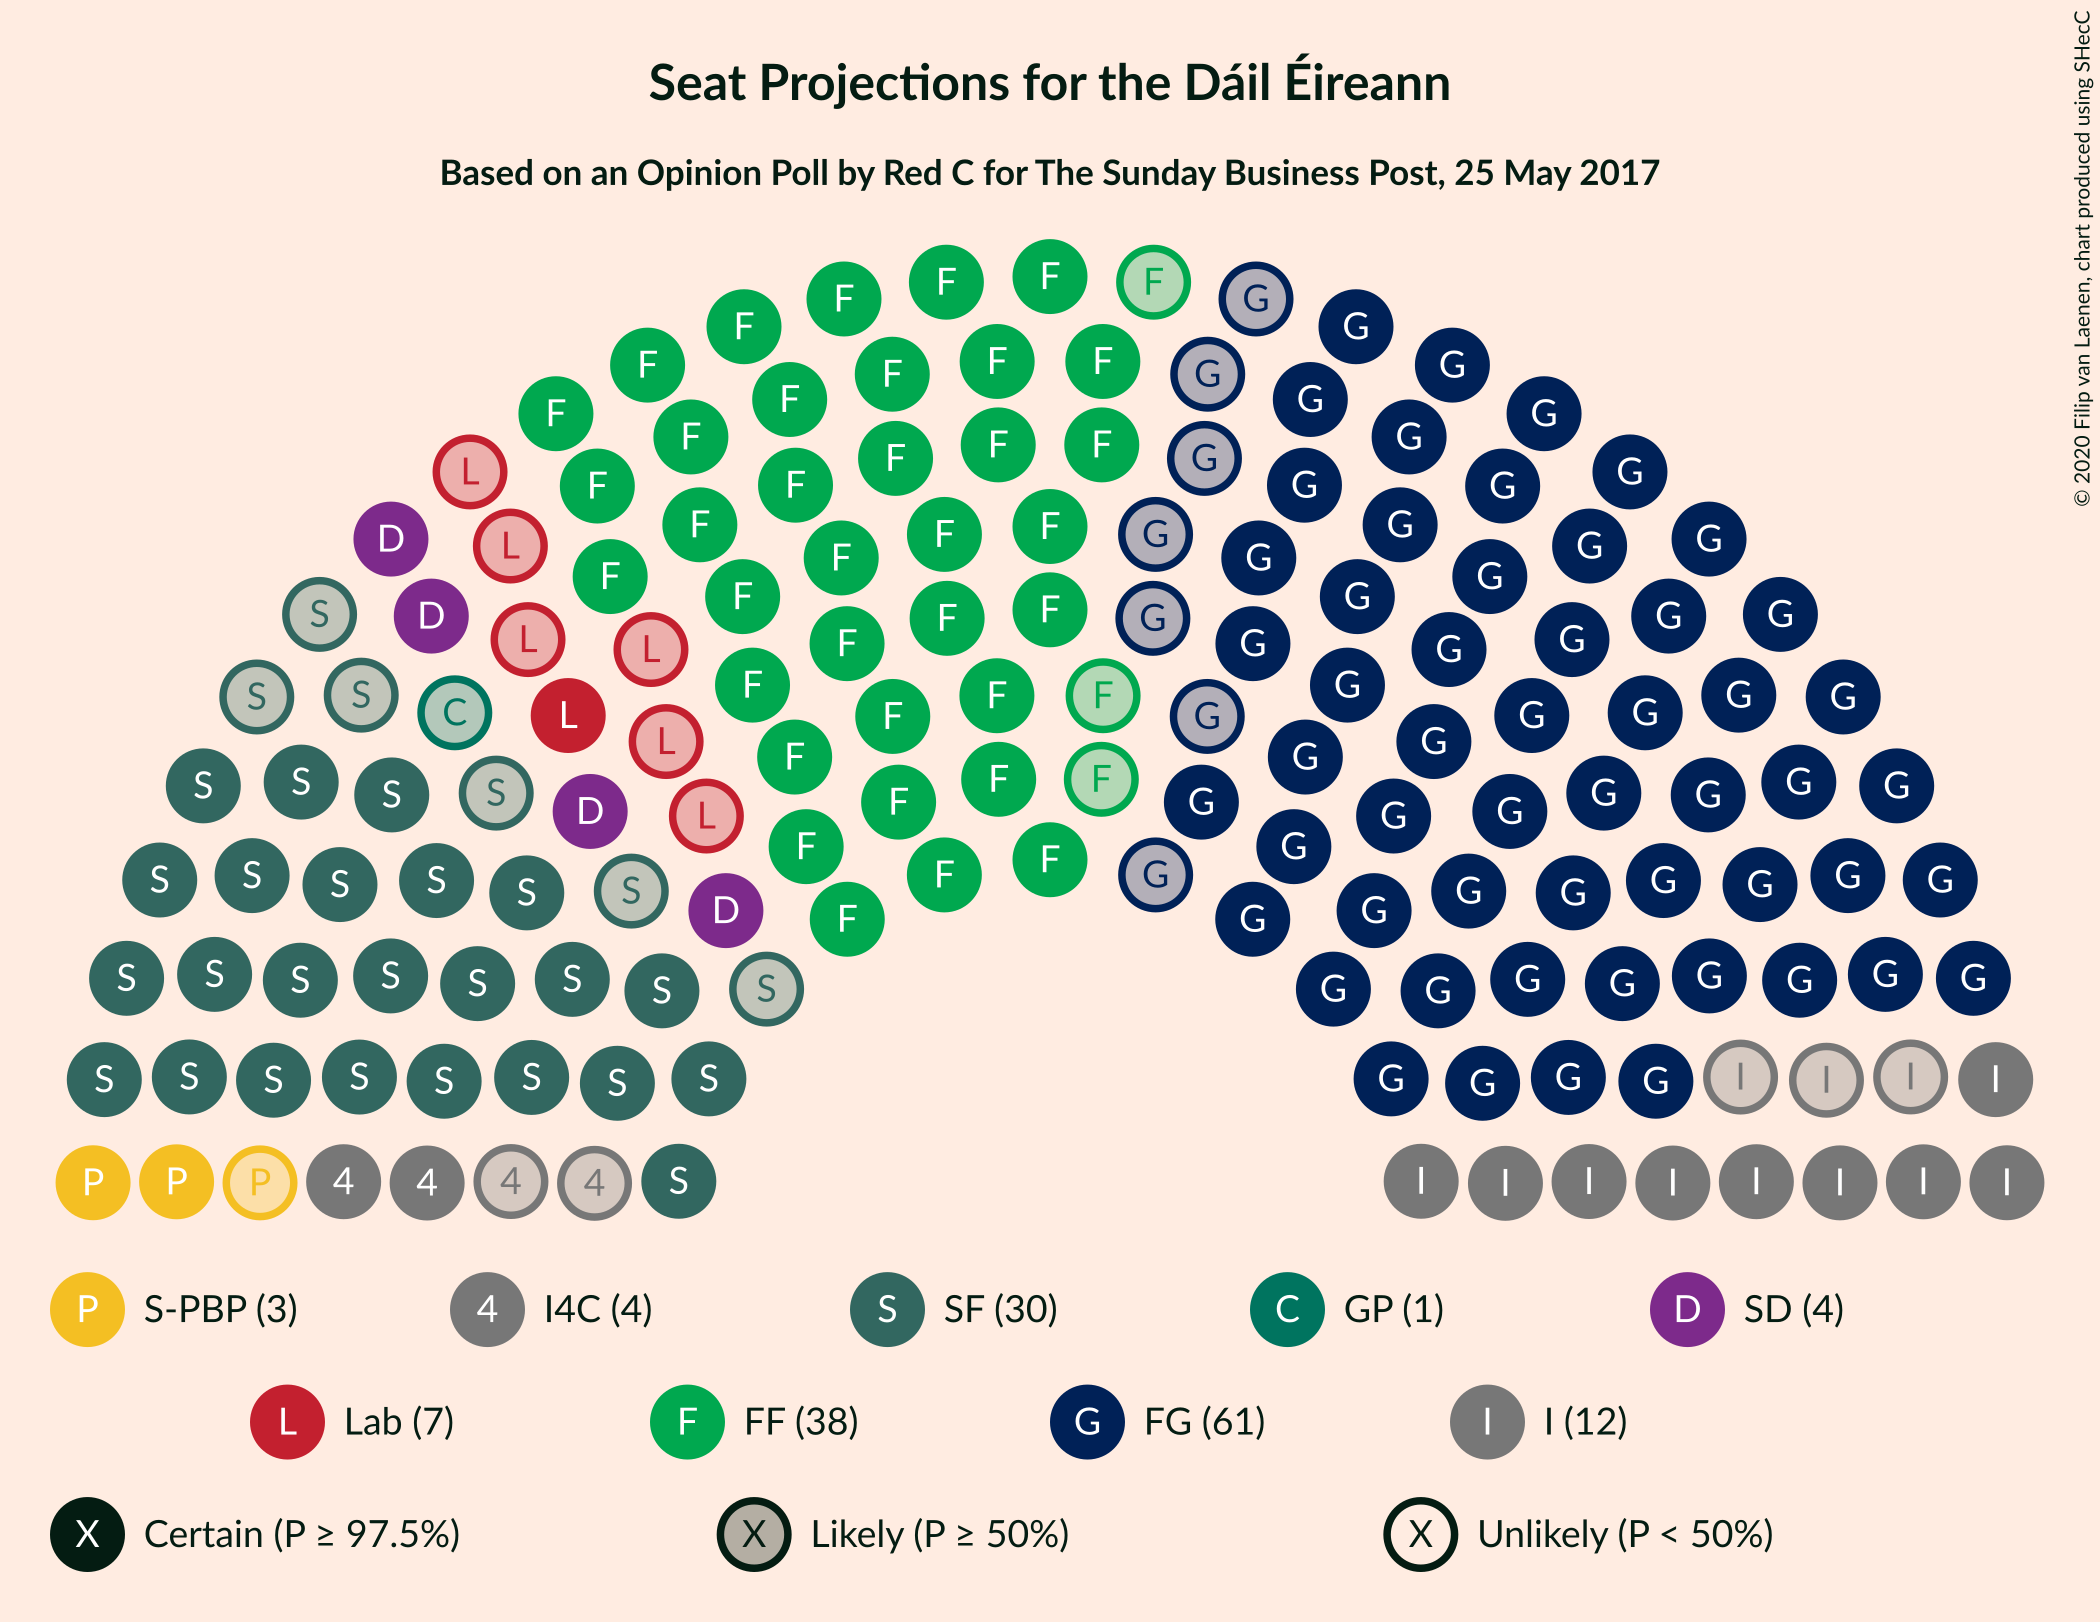 Seat Projections for the Dáil Éireann
Based on an Opinion Poll by Red C for The Sunday Business Post, 25 May 2017
© 2020 Filip van Laenen, chart produced using SHecC
F F F F G G
F F F F G G
F F F G G
F F F G G
F F F G G G
L F F G G
F F G G
F F F G G
D L F F G G
S D L L F F G G G G
S S C L F F F G G G G G
L F G G G G
S S S S D L F F F G G G G G G G
S S S S S S D F F F G G G G G G G G G
S S S S S S S S G G G G G G G G
S S S S S S S S G G G G I I I I
P P P 4 4 4 4 S I I I I I I I I
P S-PBP (3) 4 I4C (4) S SF (30) C GP (1) D SD (4)
L Lab (7) F FF (38) G FG (61) I I (12)
X Certain (P ≥ 97.5%) X Likely (P ≥ 50%) X Unlikely (P < 50%)